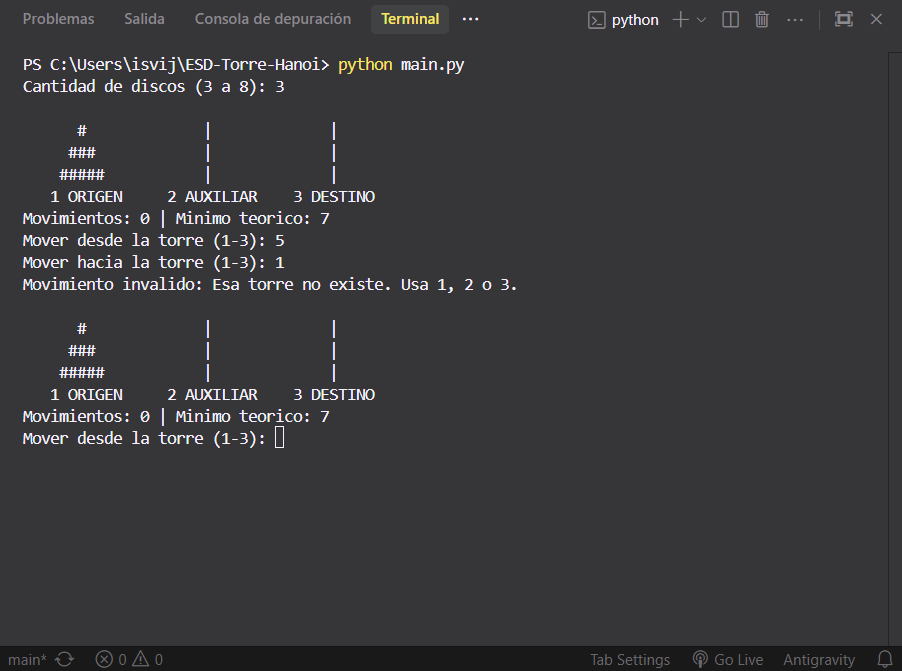 Problemas Salida Consola de depuración Terminal ··· python ···
PS C:\Users\isvij\ESD-Torre-Hanoi> python main.py
Cantidad de discos (3 a 8): 3
# | |
### | |
##### | |
1 ORIGEN 2 AUXILIAR 3 DESTINO
Movimientos: 0 | Minimo teorico: 7
Mover desde la torre (1-3): 5
Mover hacia la torre (1-3): 1
Movimiento invalido: Esa torre no existe. Usa 1, 2 o 3.
# | |
### | |
##### | |
1 ORIGEN 2 AUXILIAR 3 DESTINO
Movimientos: 0 | Minimo teorico: 7
Mover desde la torre (1-3):
main* 0 0 Tab Settings Go Live Antigravity